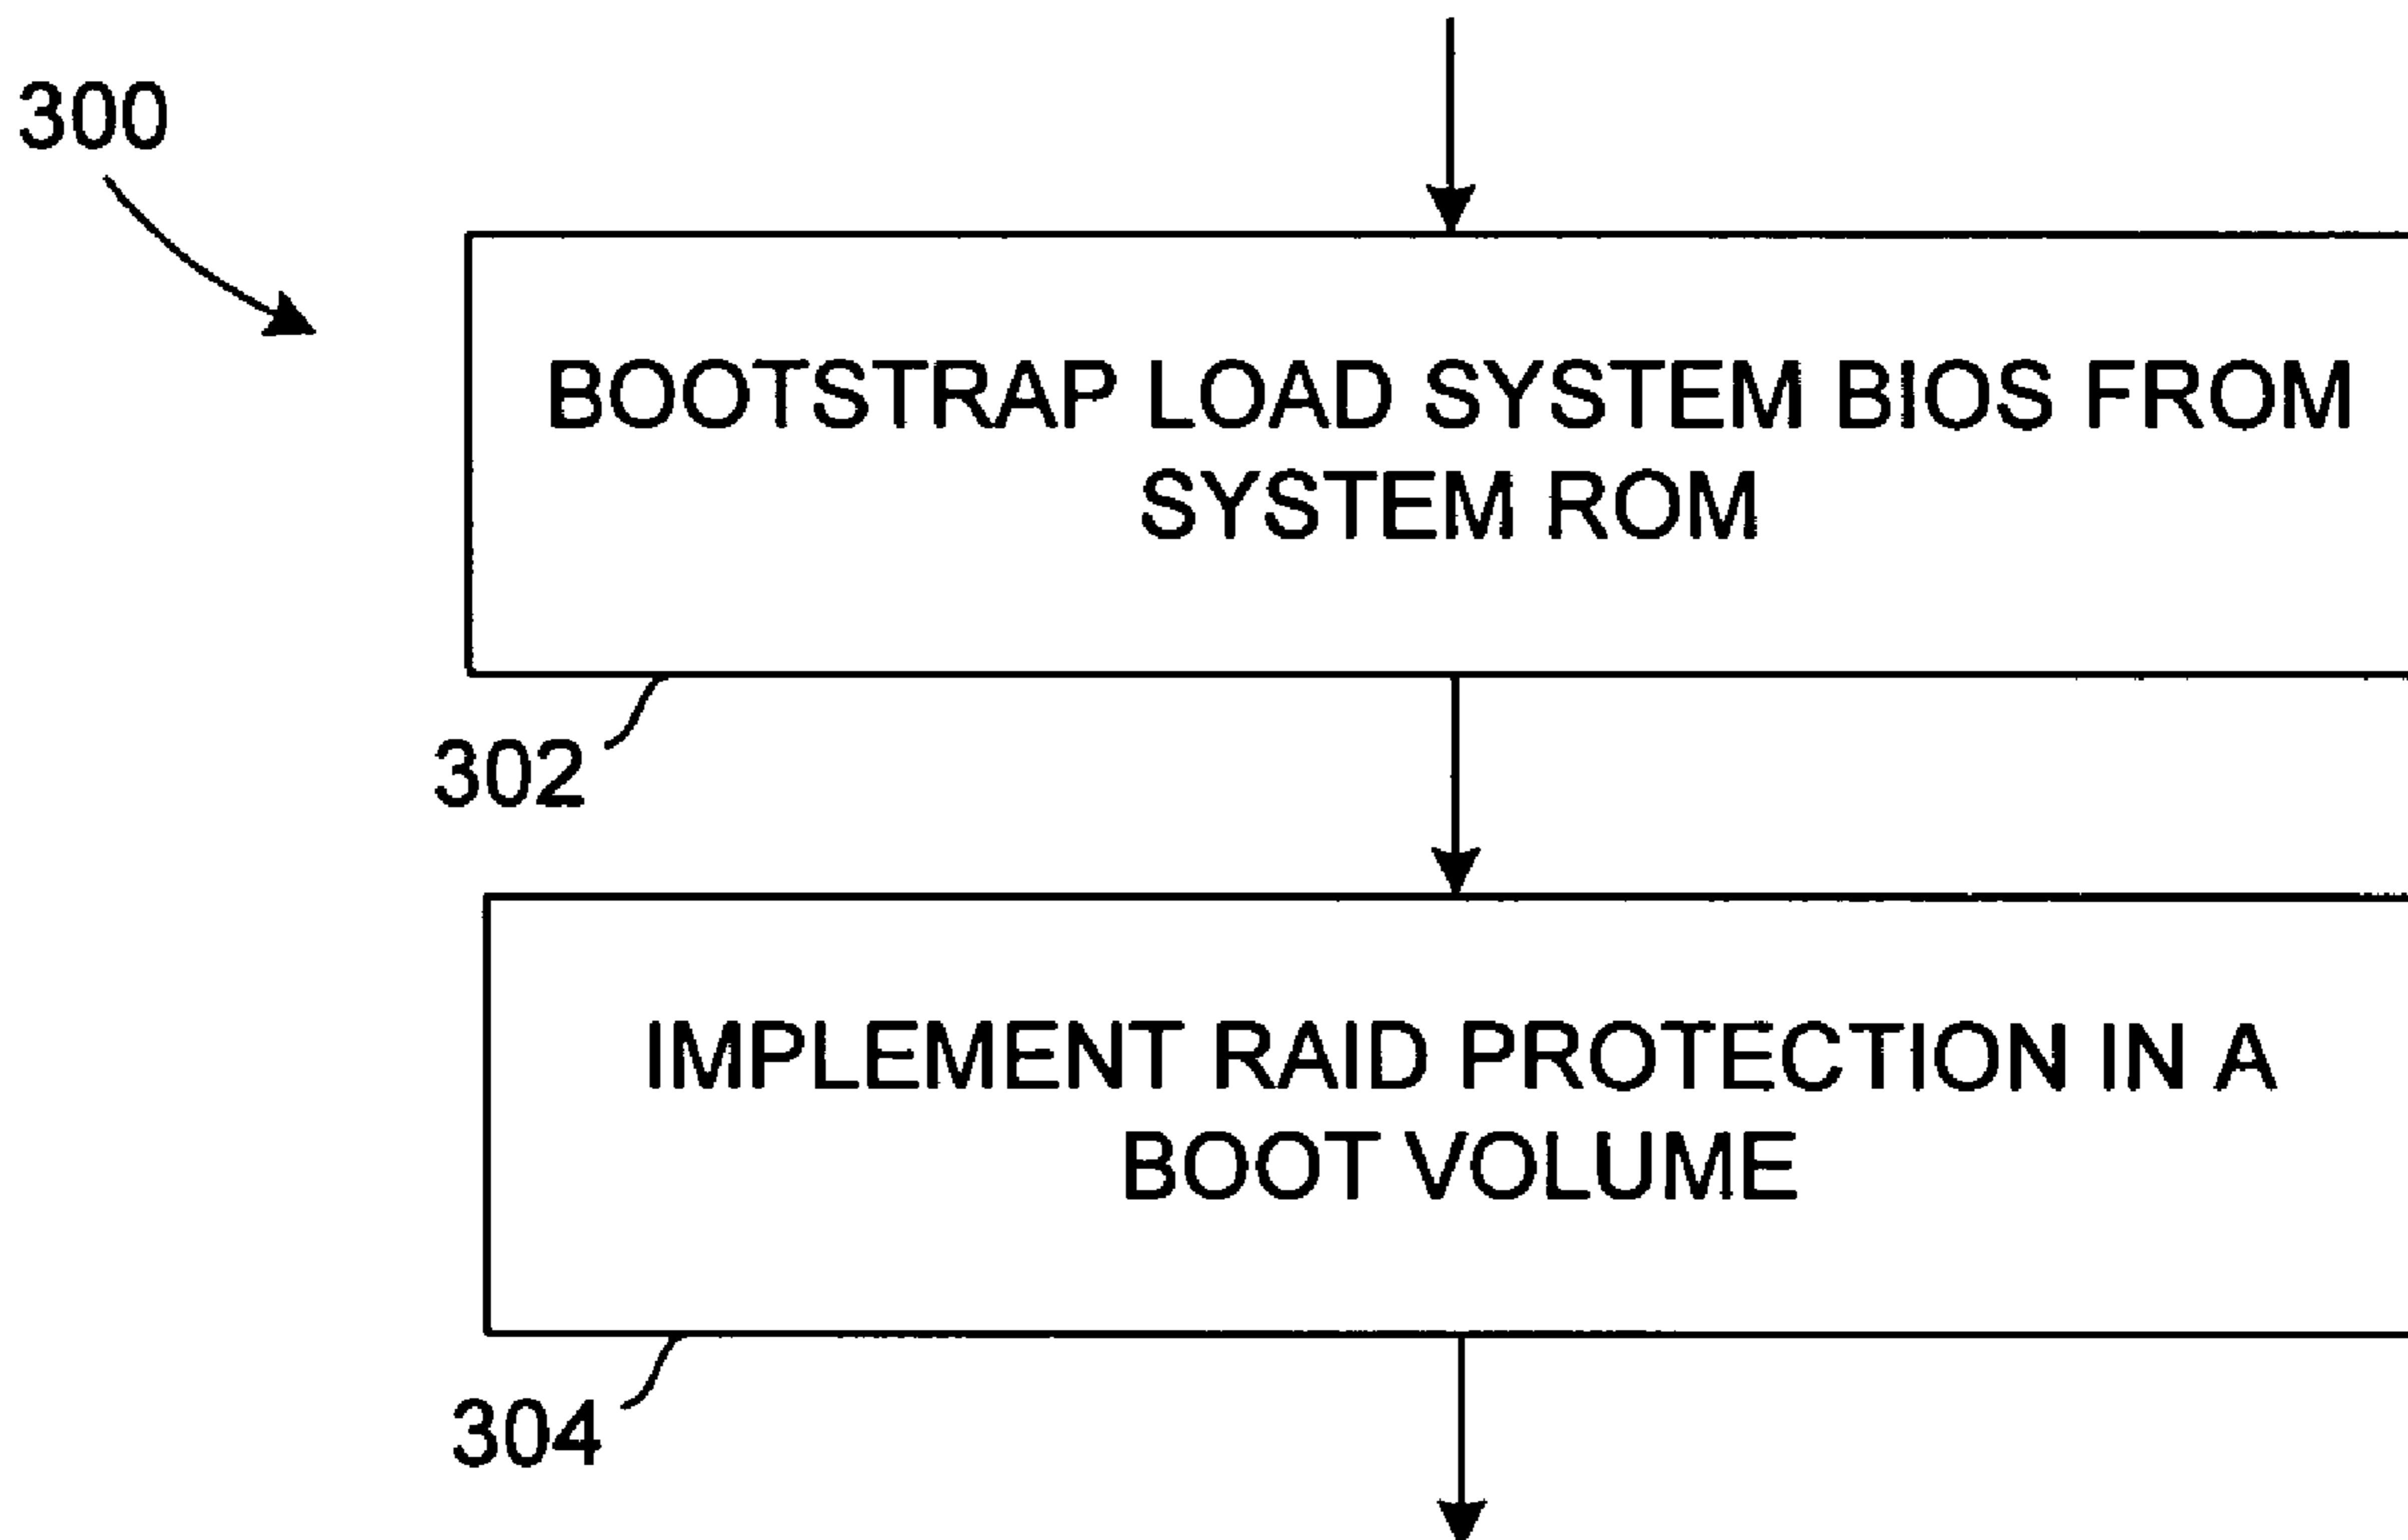 300
BOOTSTRAP LOAD SYSTEM BIOS FROM
SYSTEM ROM
302
IMPLEMENT RAID PROTECTION IN A
BOOT VOLUME
304